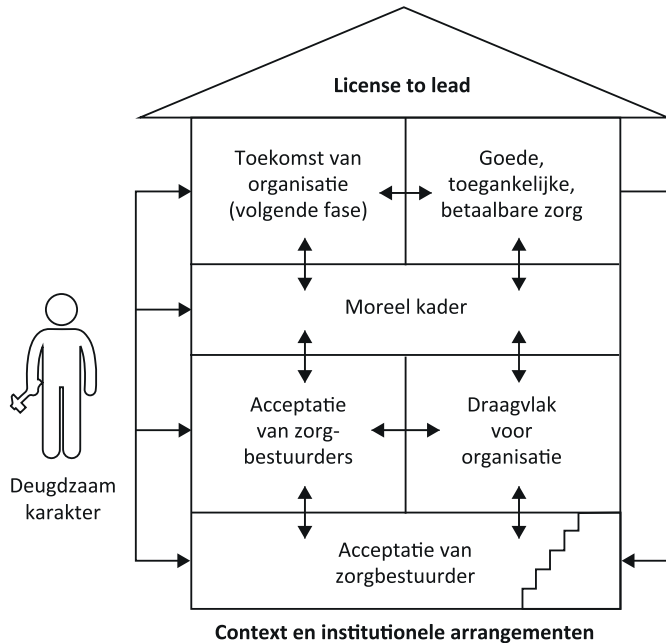 License to lead
Toekomst van
organisatie
(volgende fase)
Goede,
toegankelijke,
betaalbare zorg
Moreel kader
Acceptatie
van zorg-
bestuurders
Draagvlak
voor
organisatie
Deugdzaam
karakter
Acceptatie van
zorgbestuurder
Context en institutionele arrangementen